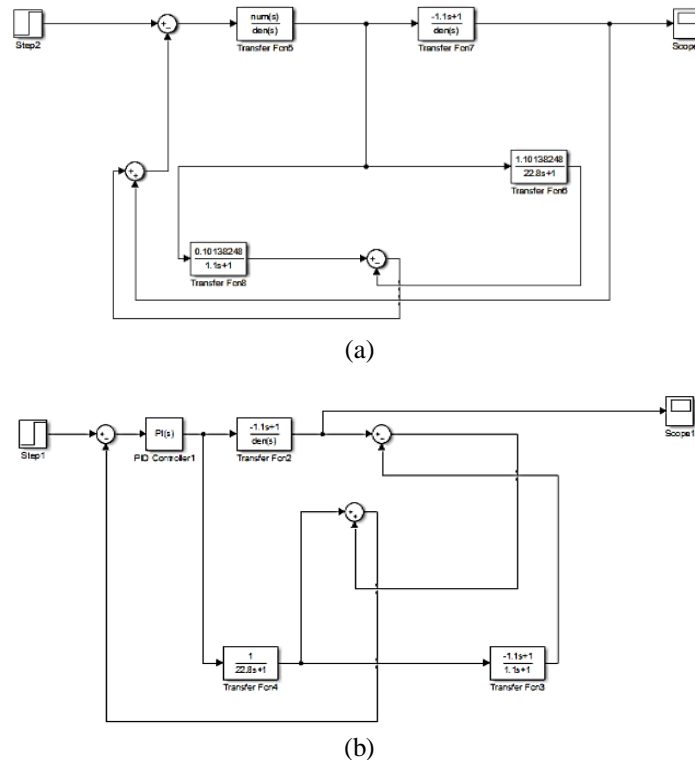 num(s)
den(s)
Transfer Fcn5
-1.1s+1
den(s)
Transfer Fcn7
Step2
Scope
1.10138248
22.8s+1
Transfer Fcn6
0.10138248
1.1s+1
Transfer Fcn8
(a)
Step1
PI(s)
PID Controller1
-1.1s+1
den(s)
Transfer Fcn2
Scope1
1
22.8s+1
Transfer Fcn4
-1.1s+1
1.1s+1
Transfer Fcn3
(b)